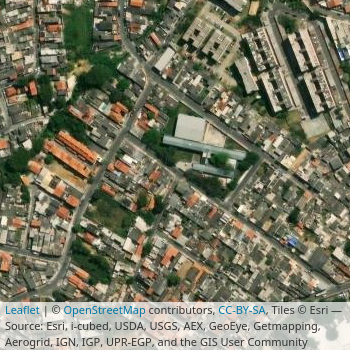 Leaflet | © OpenStreetMap contributors, CC-BY-SA, Tiles © Esri —
Source: Esri, i-cubed, USDA, USGS, AEX, GeoEye, Getmapping,
Aerogrid, IGN, IGP, UPR-EGP, and the GIS User Community